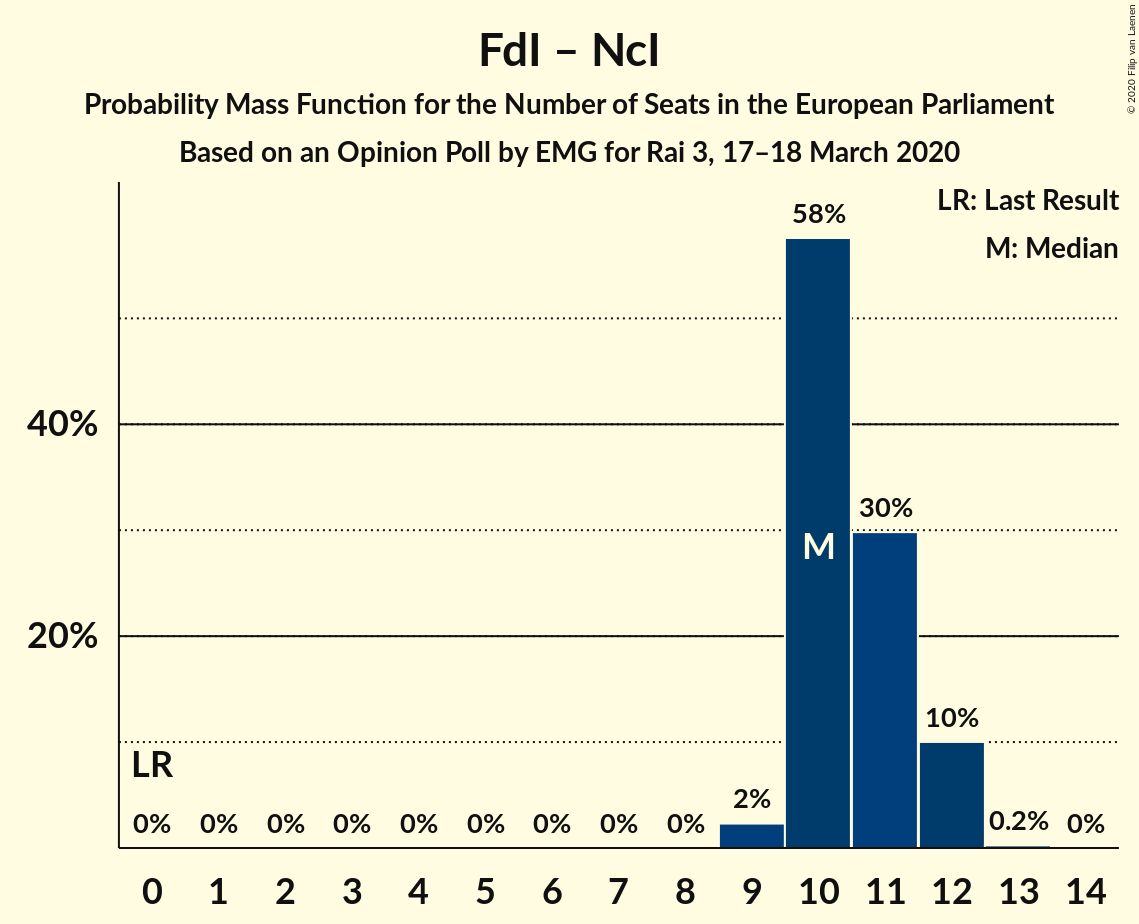 FdI – NcI
Probability Mass Function for the Number of Seats in the European Parliament
Based on an Opinion Poll by EMG for Rai 3, 17–18 March 2020
© 2020 Filip van Laenen
LR: Last Result
M: Median
58%
40%
30%
M
20%
10%
LR
2%
0% 0% 0% 0% 0% 0% 0% 0% 0% 0.2% 0%
0 1 2 3 4 5 6 7 8 9 10 11 12 13 14